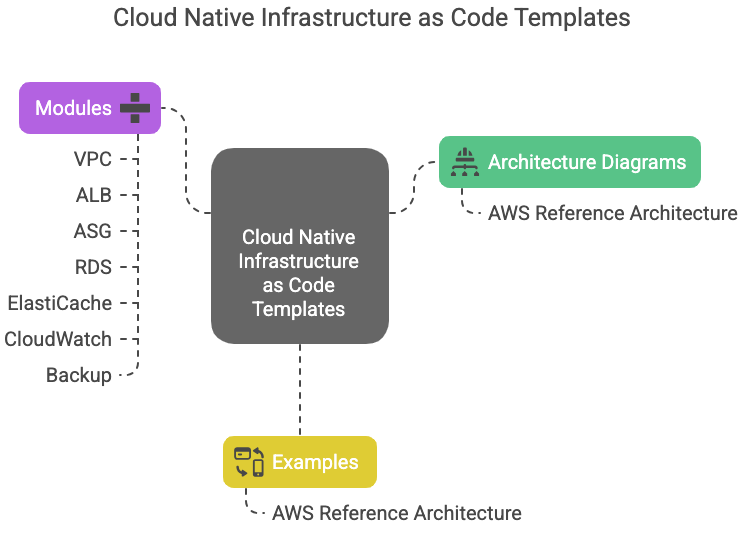 Cloud Native Infrastructure as Code Templates
Modules
VPC
ALB
ASG
RDS
ElastiCache
CloudWatch
Backup
Cloud Native
Infrastructure
as Code
Templates
Architecture Diagrams
AWS Reference Architecture
Examples
AWS Reference Architecture